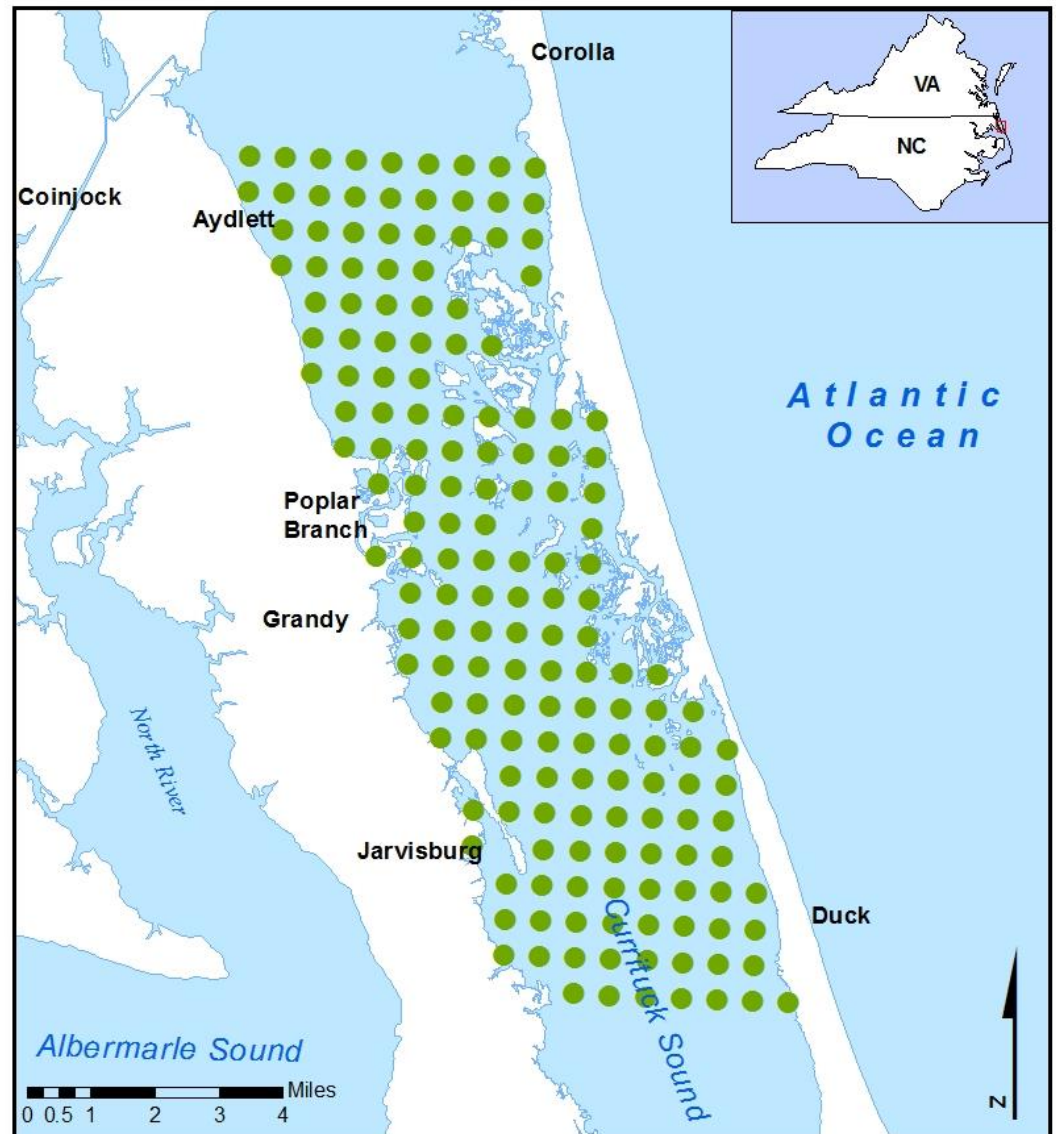 Corolla
VA
NC
Coinjock
Aydlett
Atlantic
Ocean
Poplar
Branch
Grandy
North River
Jarvisburg
Duck
Currituck Sound
Albermarle Sound
Miles
0 0.5 1 2 3 4
N